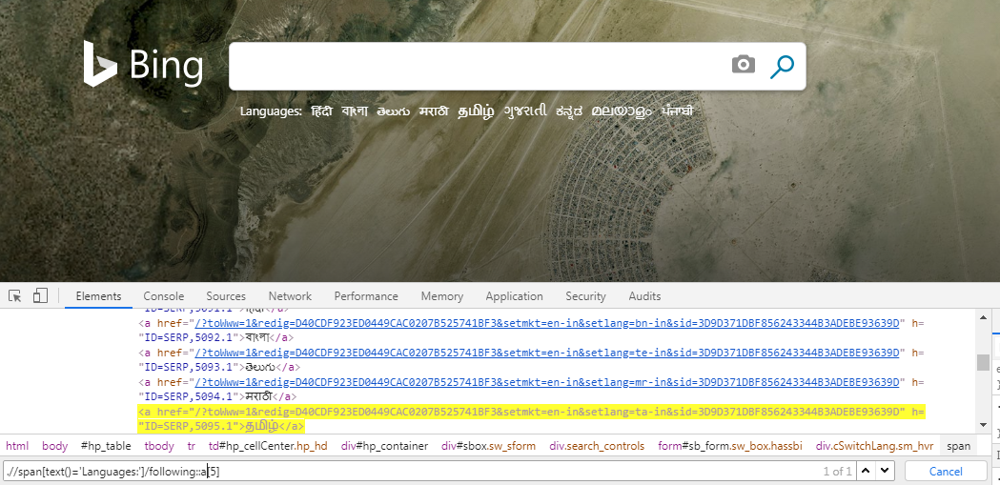 Bing
Languages: हिंदी বাংলা తెలుగు मराठी தமிழ் ગુજરાતી ಕನ್ನಡ മലയാളം ਪੰਜਾਬੀ
Elements Console Sources Network Performance Memory Application Security Audits
"ID=SERP,5091.1">हिंदी</a>
<a href="/?toWww=1&redig=D40CDF923ED0449CAC0207B525741BF3&setmkt=en-in&setlang=bn-in&sid=3D9D371DBF856243344B3ADEBE93639D" h=
"ID=SERP,5092.1">বাংলা</a>
<a href="/?toWww=1&redig=D40CDF923ED0449CAC0207B525741BF3&setmkt=en-in&setlang=te-in&sid=3D9D371DBF856243344B3ADEBE93639D" h=
"ID=SERP,5093.1">తెలుగు</a>
<a href="/?toWww=1&redig=D40CDF923ED0449CAC0207B525741BF3&setmkt=en-in&setlang=mr-in&sid=3D9D371DBF856243344B3ADEBE93639D" h=
"ID=SERP,5094.1">मराठी</a>
<a href="/?toWww=1&redig=D40CDF923ED0449CAC0207B525741BF3&setmkt=en-in&setlang=ta-in&sid=3D9D371DBF856243344B3ADEBE93639D" h=
"ID=SERP,5095.1">தமிழ்</a>
html body #hp_table tbody tr td#hp_cellCenter.hp_hd div#hp_container div#sbox.sw_sform div.search_controls form#sb_form.sw_box.hassbi div.cSwitchLang.sm_hvr span
.//span[text()='Languages:']/following::a[5] 1 of 1 Cancel